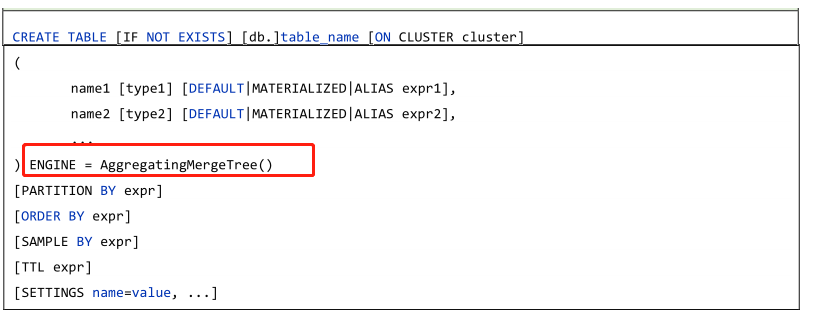 CREATE TABLE [IF NOT EXISTS] [db.]table_name [ON CLUSTER cluster]
(
name1 [type1] [DEFAULT|MATERIALIZED|ALIAS expr1],
name2 [type2] [DEFAULT|MATERIALIZED|ALIAS expr2],
...
) ENGINE = AggregatingMergeTree()
[PARTITION BY expr]
[ORDER BY expr]
[SAMPLE BY expr]
[TTL expr]
[SETTINGS name=value, ...]